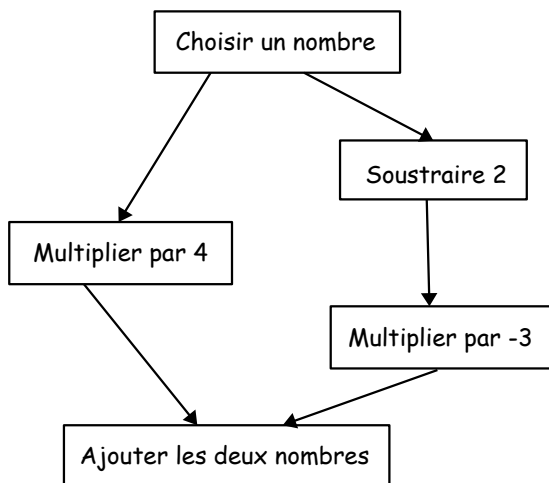 Choisir un nombre
Soustraire 2
Multiplier par 4
Multiplier par -3
Ajouter les deux nombres